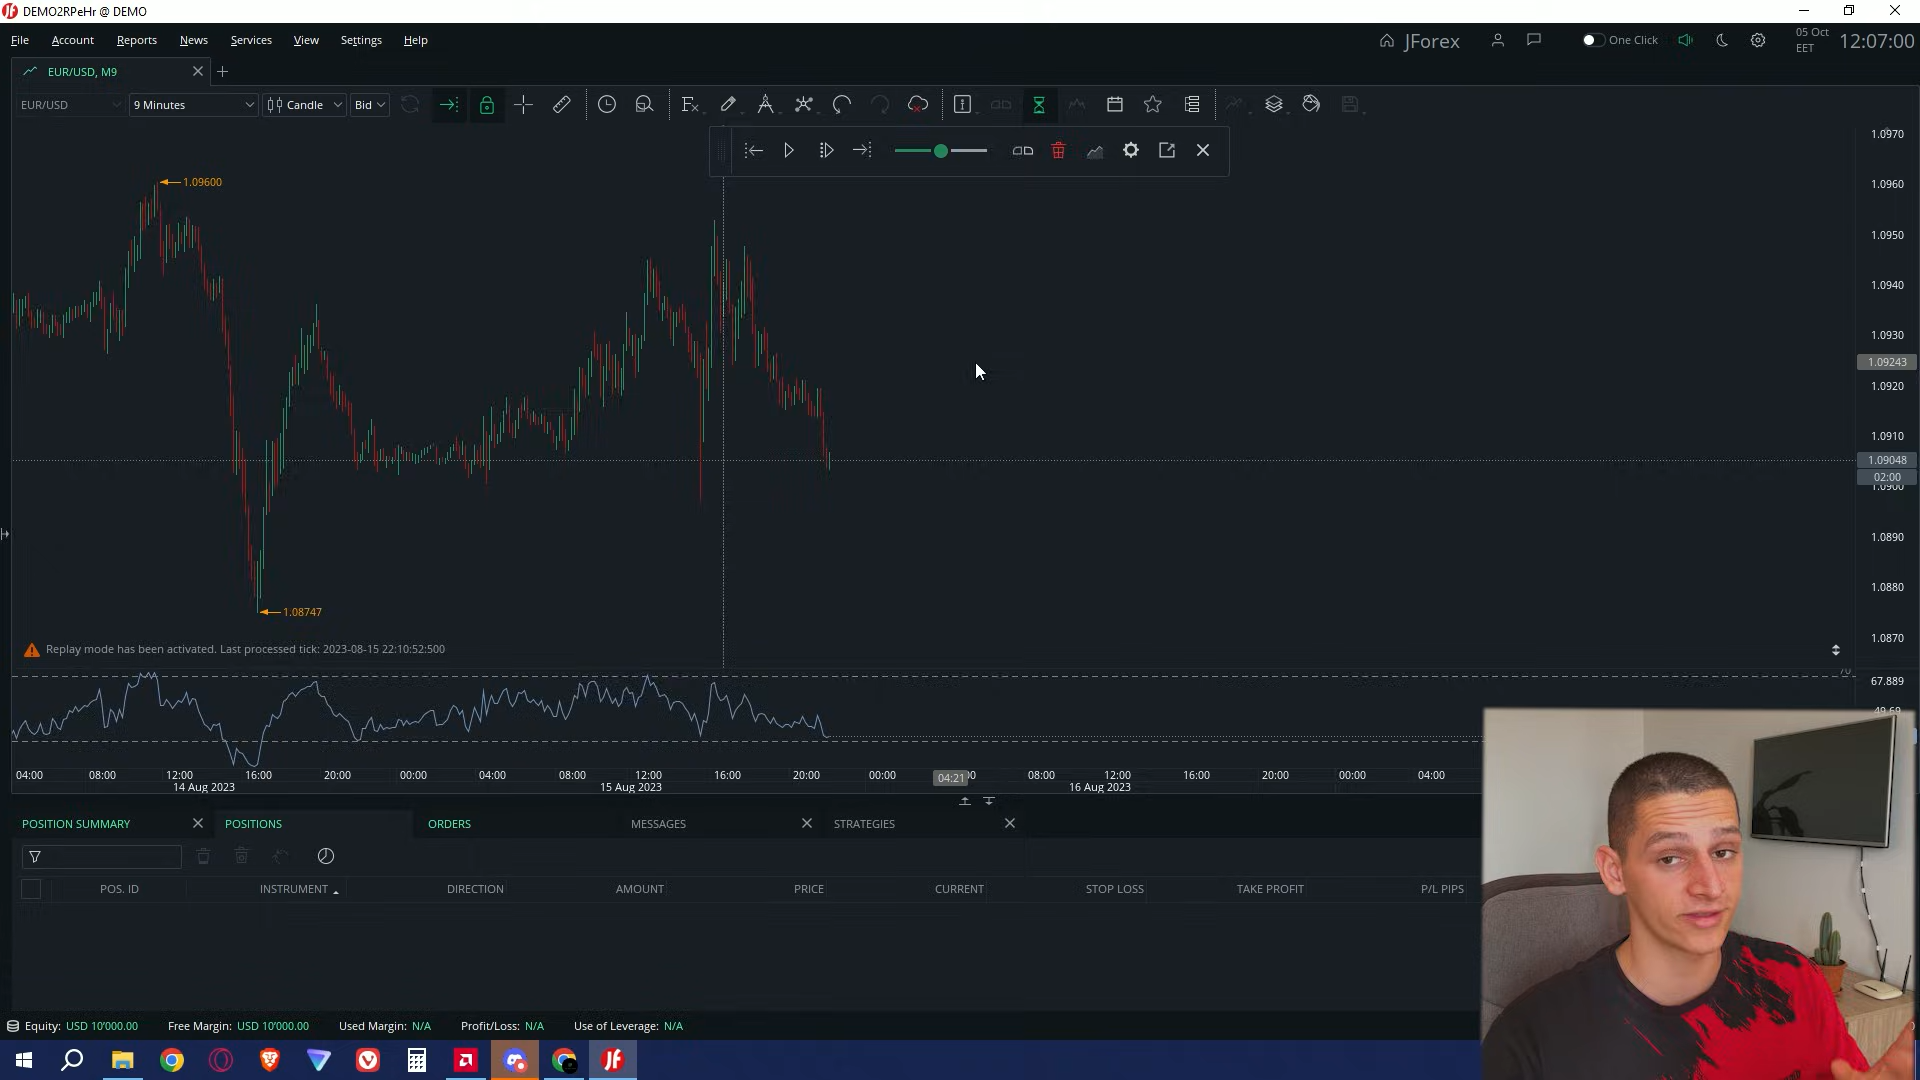 DEMO2RPeHr @ DEMO
File Account Reports News Services View Settings Help
JForex
One Click
05 Oct
EET
12:07:00
EUR/USD, M9
EUR/USD 9 Minutes Candle Bid
1.0970
1.0960
1.0950
1.0940
1.0930
1.09243
1.0920
1.0910
1.09048
02:00
1.0900
1.0890
1.0880
1.0870
1.09600
1.08747
Replay mode has been activated. Last processed tick: 2023-08-15 22:10:52:500
70
67.889
49.69
04:00 08:00 12:00 16:00 20:00 00:00 04:00 08:00 12:00 16:00 20:00 00:00 04:21 08:00 12:00 16:00 20:00 00:00 04:00
14 Aug 2023 15 Aug 2023 16 Aug 2023
POSITION SUMMARY POSITIONS ORDERS MESSAGES STRATEGIES
POS. ID INSTRUMENT DIRECTION AMOUNT PRICE CURRENT STOP LOSS TAKE PROFIT P/L PIPS
Equity: USD 10'000.00 Free Margin: USD 10'000.00 Used Margin: N/A Profit/Loss: N/A Use of Leverage: N/A